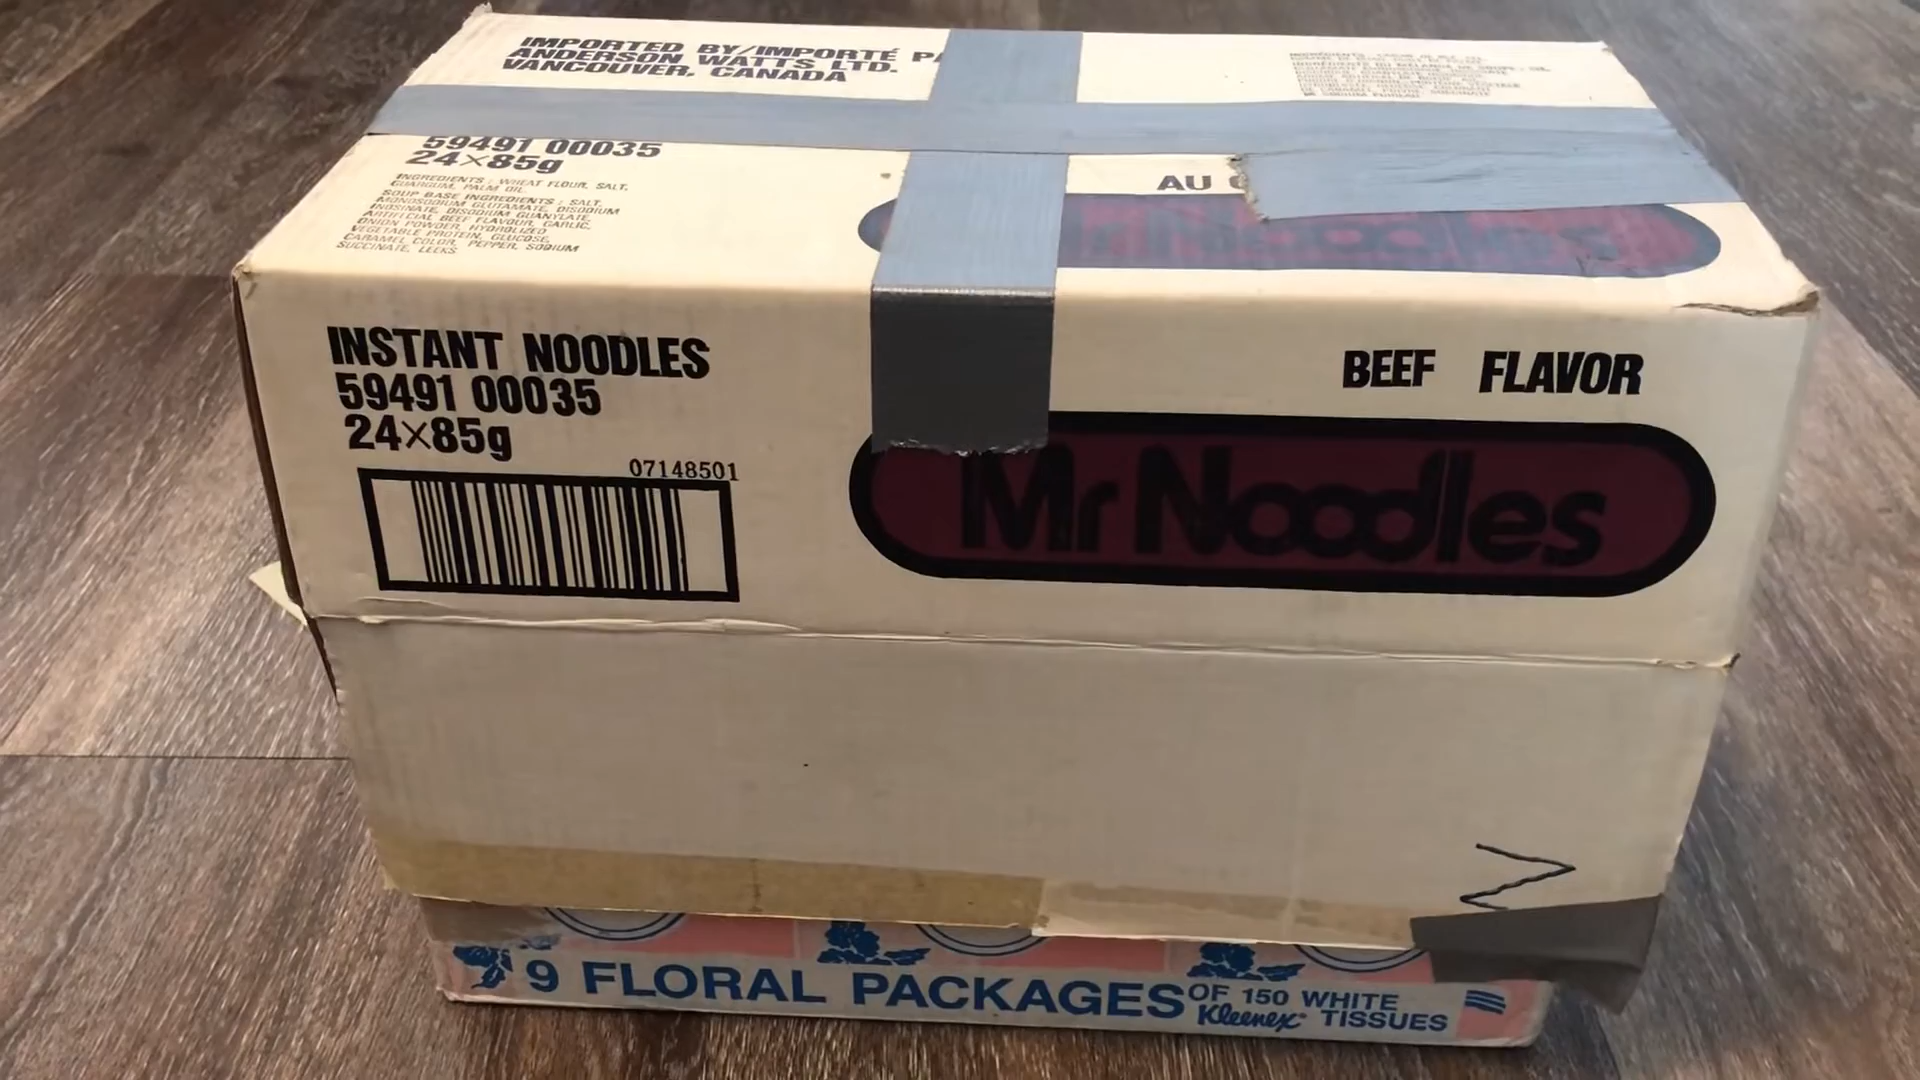 IMPORTED BY/IMPORTÉ PA
ANDERSON WATTS LTD.
VANCOUVER, CANADA
59491 00035
24×85g
INGREDIENTS : WHEAT FLOUR, SALT,
GUARGUM, PALM OIL
SOUP BASE INGREDIENTS : SALT,
MONOSODIUM GLUTAMATE, DISODIUM
INOSINATE, DISODIUM GUANYLATE,
ARTIFICIAL BEEF FLAVOUR, GARLIC,
ONION POWDER, HYDROLIZED
VEGETABLE PROTEIN, GLUCOSE,
CARAMEL COLOR, PEPPER, SODIUM
SUCCINATE, LEEKS
AU
Mr Noodles
INSTANT NOODLES
59491 00035
24×85g
07148501
BEEF FLAVOR
Mr Noodles
9 FLORAL PACKAGES OF 150 WHITE
Kleenex® TISSUES